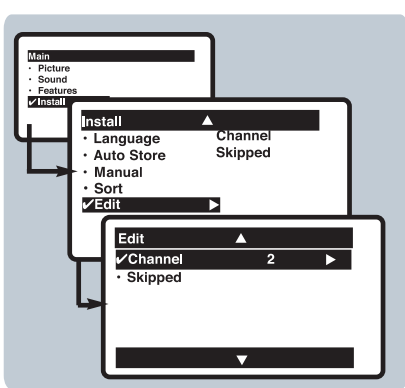 Main
• Picture
• Sound
• Features
✔Install
Install ▲
• Language Channel
• Auto Store Skipped
• Manual
• Sort
✔Edit ▶
Edit ▲
✔Channel 2 ▶
• Skipped
▼